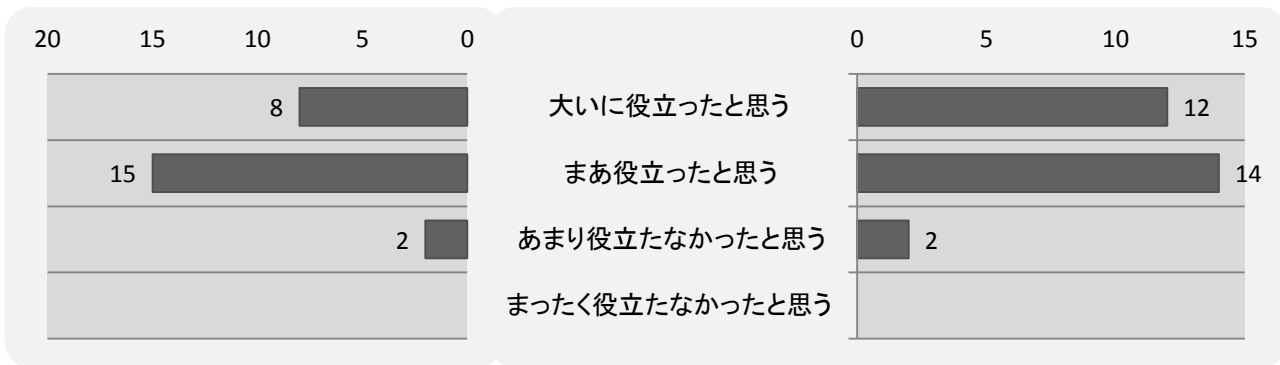 20 15 10 5 0 0 5 10 15
8 大いに役立ったと思う 12
15 まあ役立ったと思う 14
2 あまり役立たなかったと思う 2
まったく役立たなかったと思う